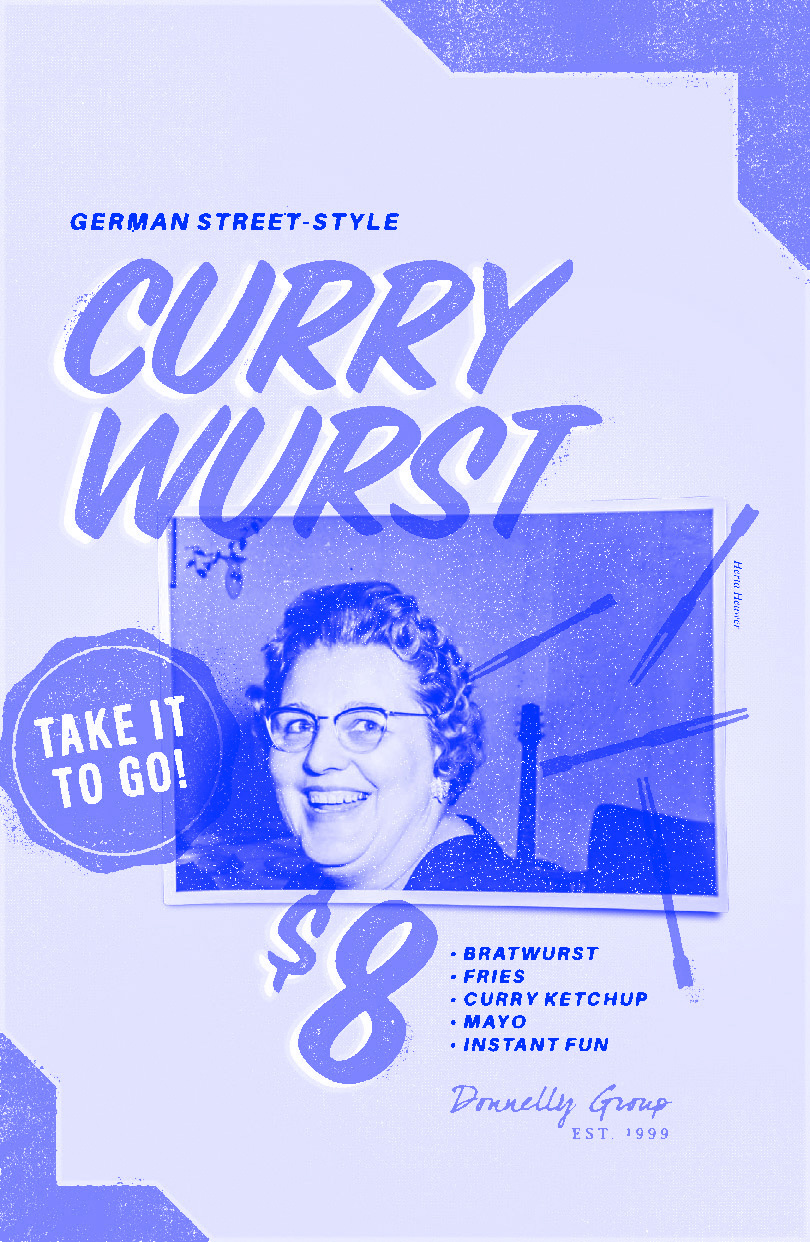 GERMAN STREET-STYLE
CURRY
WURST
Herta Heuwer
TAKE IT
TO GO!
$8
• BRATWURST
• FRIES
• CURRY KETCHUP
• MAYO
• INSTANT FUN
Donnelly Group
EST. 1999